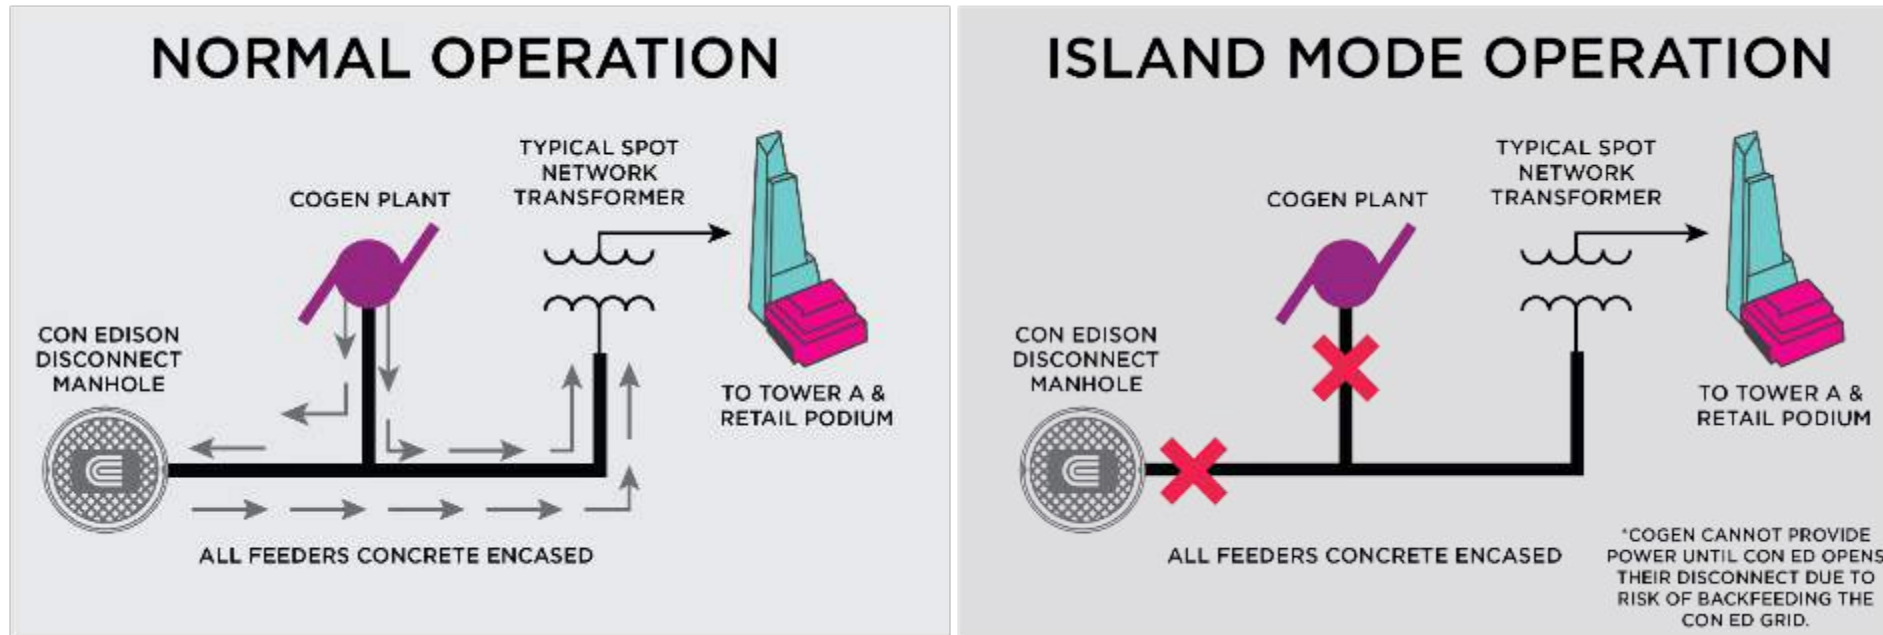 NORMAL OPERATION
TYPICAL SPOT
NETWORK
TRANSFORMER
COGEN PLANT
CON EDISON
DISCONNECT
MANHOLE
TO TOWER A &
RETAIL PODIUM
ALL FEEDERS CONCRETE ENCASED
ISLAND MODE OPERATION
TYPICAL SPOT
NETWORK
TRANSFORMER
COGEN PLANT
CON EDISON
DISCONNECT
MANHOLE
TO TOWER A &
RETAIL PODIUM
ALL FEEDERS CONCRETE ENCASED
*COGEN CANNOT PROVIDE
POWER UNTIL CON ED OPENS
THEIR DISCONNECT DUE TO
RISK OF BACKFEEDING THE
CON ED GRID.